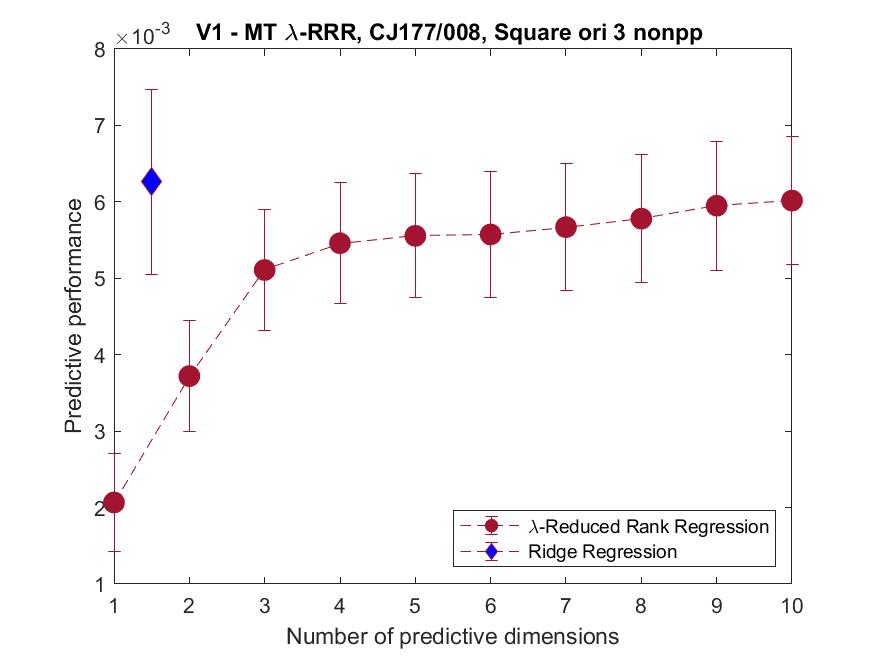 ×10-3
V1 - MT λ-RRR, CJ177/008, Square ori 3 nonpp
8
7
6
5
4
3
2
1
Predictive performance
1 2 3 4 5 6 7 8 9 10
Number of predictive dimensions
λ-Reduced Rank Regression
Ridge Regression